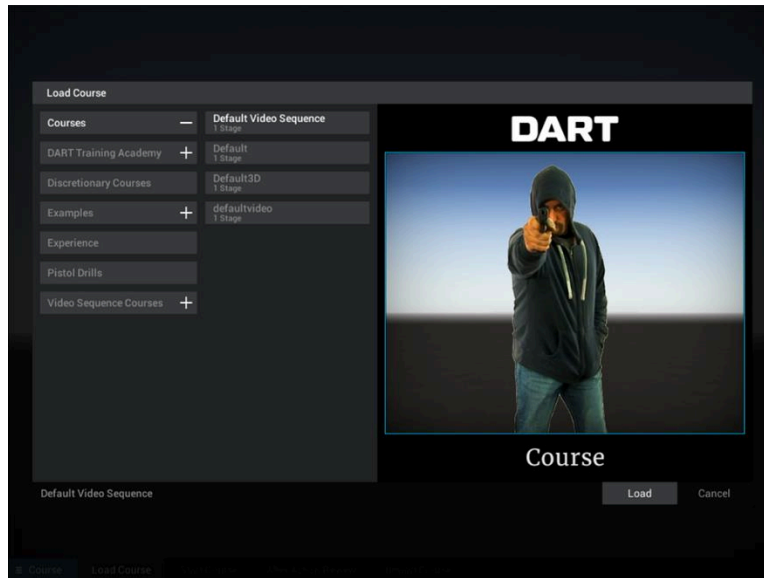 Load Course
Courses
DART Training Academy
Discretionary Courses
Examples
Experience
Pistol Drills
Video Sequence Courses
Default Video Sequence
1 Stage
Default
1 Stage
Default3D
1 Stage
defaultvideo
1 Stage
DART
Course
Default Video Sequence
Load
Cancel
Course
Load Course